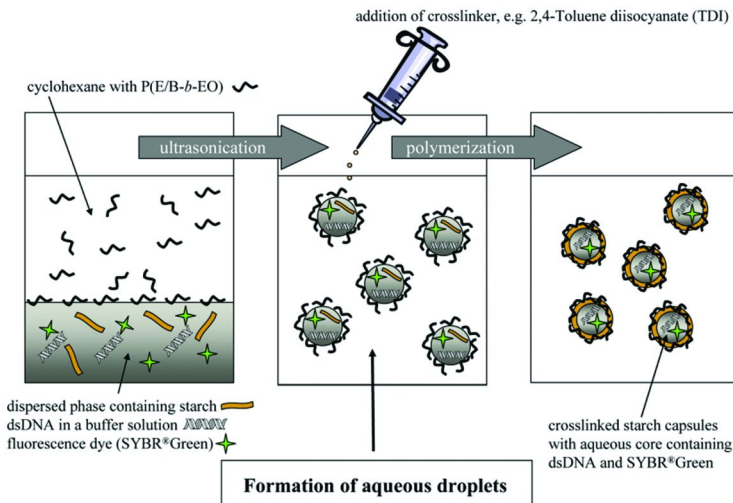 addition of crosslinker, e.g. 2,4-Toluene diisocyanate (TDI)
cyclohexane with P(E/B-b-EO)
ultrasonication
polymerization
dispersed phase containing starch
dsDNA in a buffer solution
fluorescence dye (SYBR®Green)
crosslinked starch capsules
with aqueous core containing
dsDNA and SYBR®Green
Formation of aqueous droplets